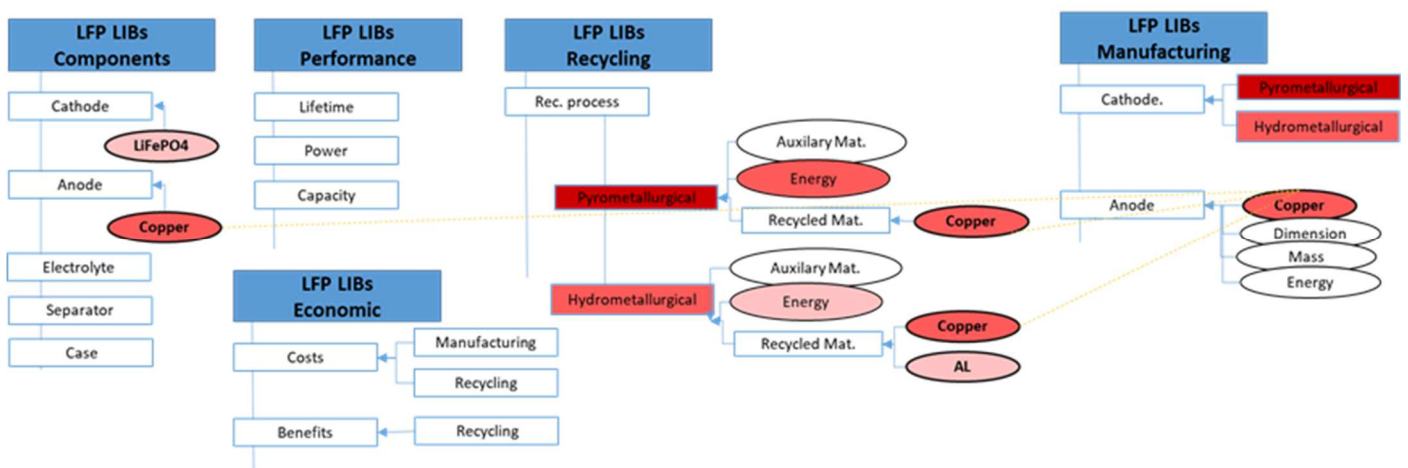 LFP LIBs
Components
Cathode
LiFePO4
Anode
Copper
Electrolyte
Separator
Case
LFP LIBs
Performance
Lifetime
Power
Capacity
LFP LIBs
Economic
Costs
Manufacturing
Recycling
Benefits
Recycling
LFP LIBs
Recycling
Rec. process
Pyrometallurgical
Auxilary Mat.
Energy
Recycled Mat.
Copper
Hydrometallurgical
Auxilary Mat.
Energy
Recycled Mat.
Copper
AL
LFP LIBs
Manufacturing
Cathode.
Pyrometallurgical
Hydrometallurgical
Anode
Copper
Dimension
Mass
Energy